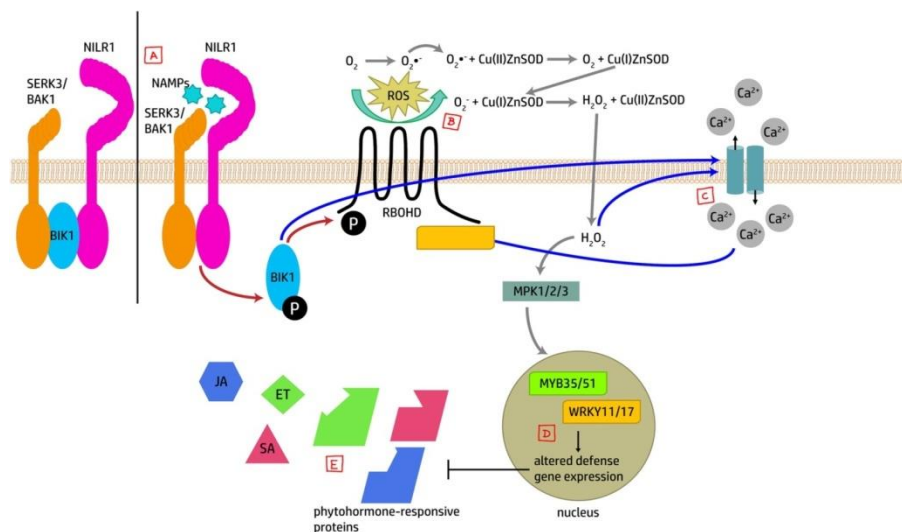 NILR1
SERK3/
BAK1
BIK1
A
NILR1
NAMPs
SERK3/
BAK1
BIK1
P
P
O₂
O₂•⁻
O₂•⁻ + Cu(II)ZnSOD
O₂ + Cu(I)ZnSOD
ROS
B
O₂⁻ + Cu(I)ZnSOD
H₂O₂ + Cu(II)ZnSOD
RBOHD
H₂O₂
Ca²⁺
Ca²⁺
Ca²⁺
C
Ca²⁺
Ca²⁺
Ca²⁺
MPK1/2/3
MYB35/51
WRKY11/17
D
altered defense
gene expression
nucleus
JA
ET
SA
E
phytohormone-responsive
proteins